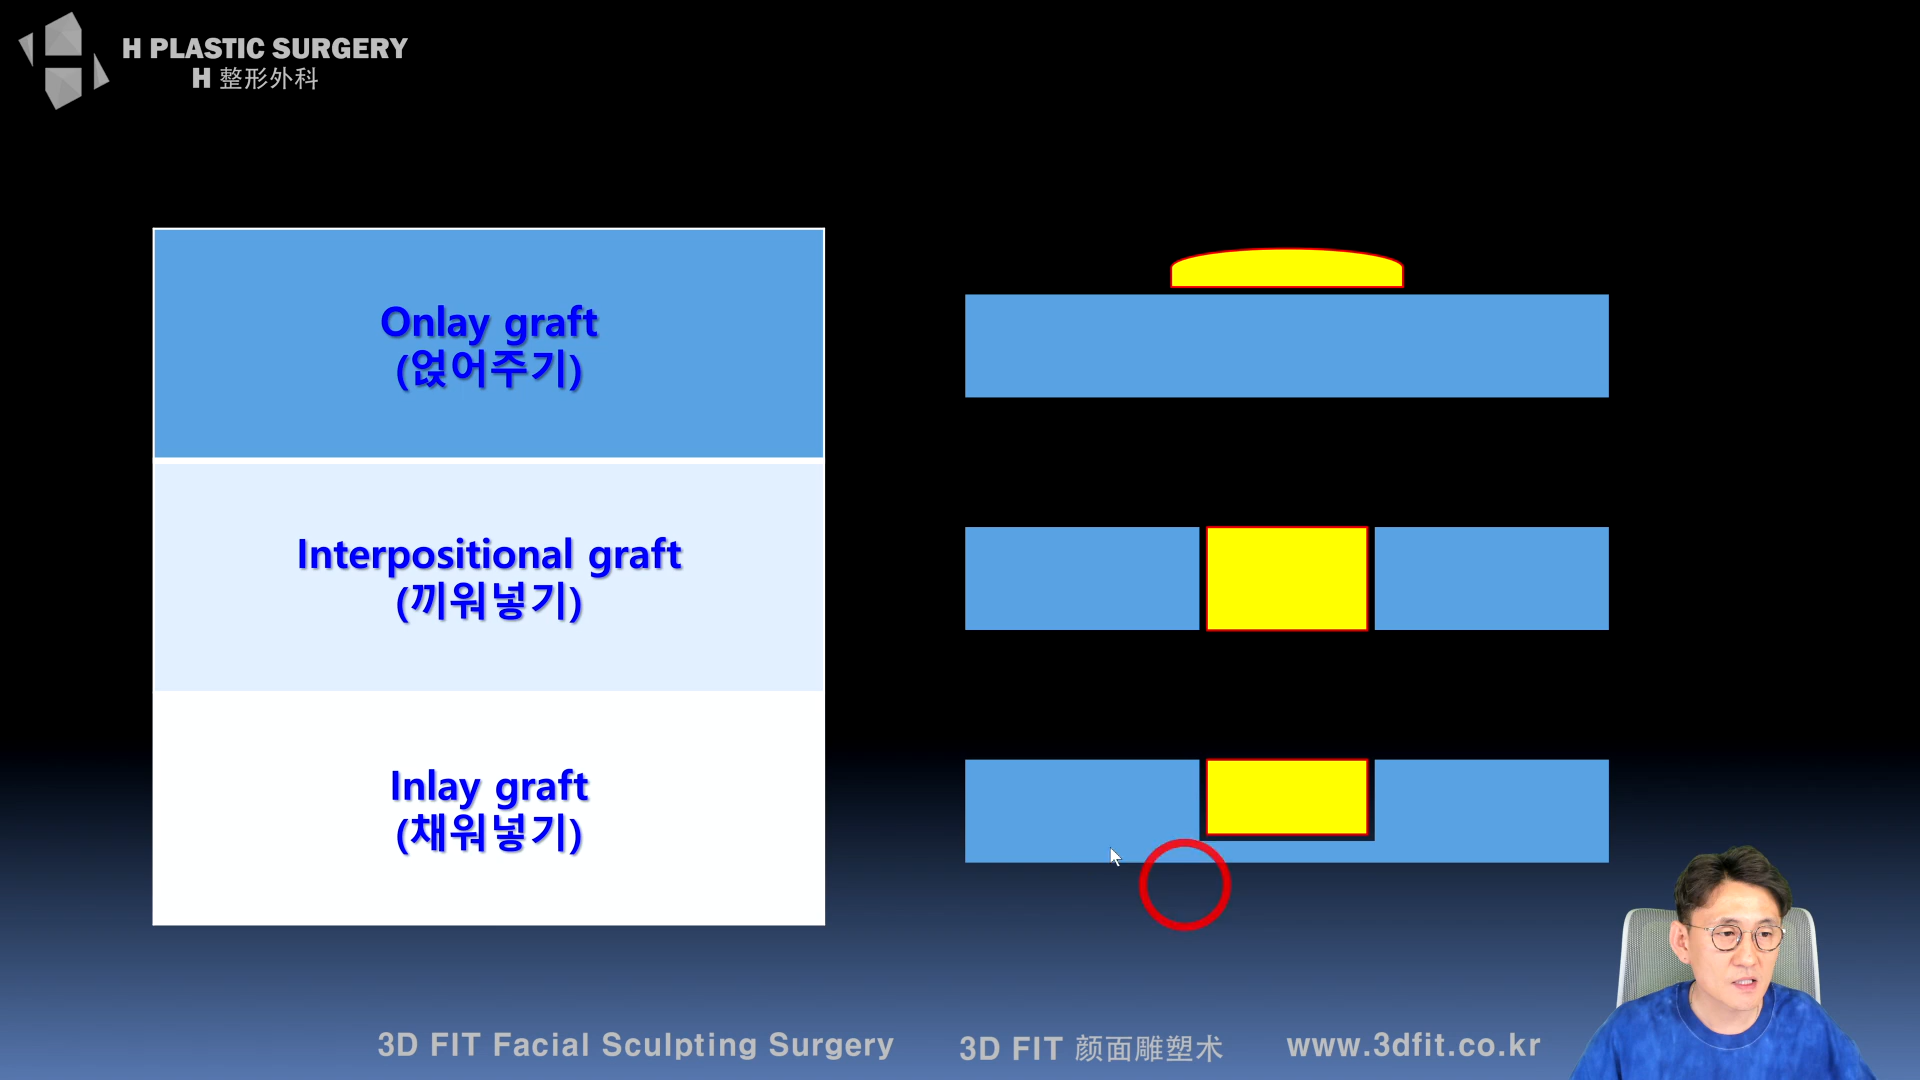 H PLASTIC SURGERY
H 整形外科
Onlay graft
(얹어주기)
Interpositional graft
(끼워넣기)
Inlay graft
(채워넣기)
3D FIT Facial Sculpting Surgery
3D FIT 颜面雕塑术
www.3dfit.co.kr